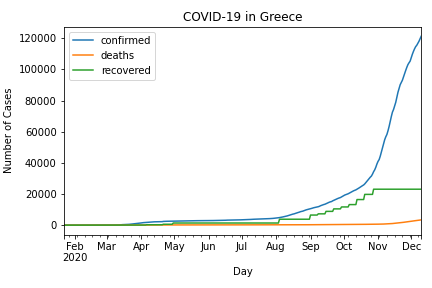 COVID-19 in Greece
confirmed
deaths
recovered
Number of Cases
120000
100000
80000
60000
40000
20000
0
Feb Mar Apr May Jun Jul Aug Sep Oct Nov Dec
2020
Day